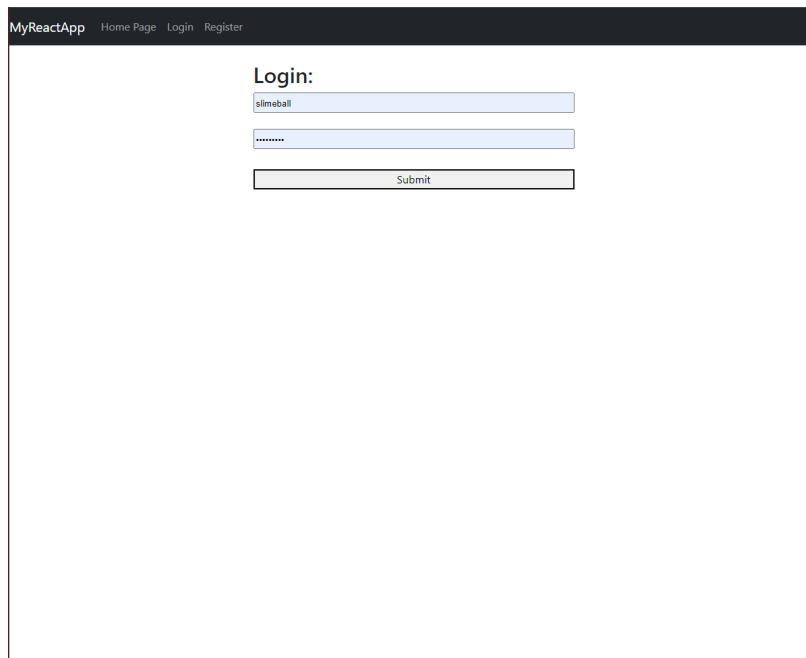 MyReactApp Home Page Login Register
Login:
slimeball
•••••••••
Submit